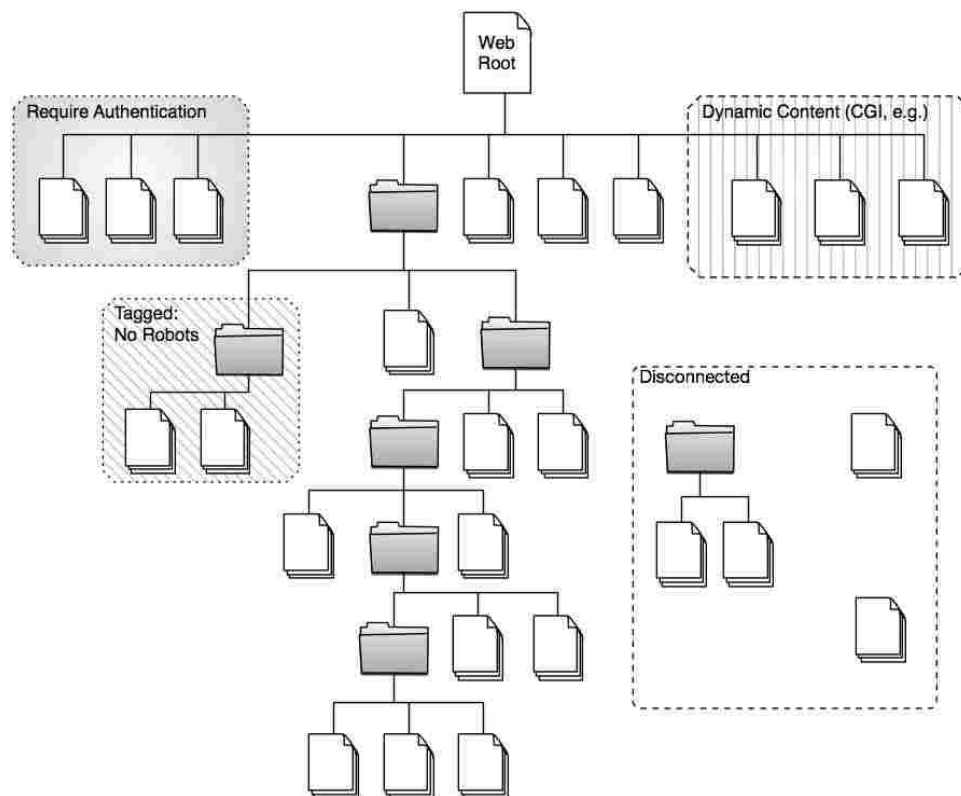 Web
Root
Require Authentication
Dynamic Content (CGI, e.g.)
Tagged:
No Robots
Disconnected